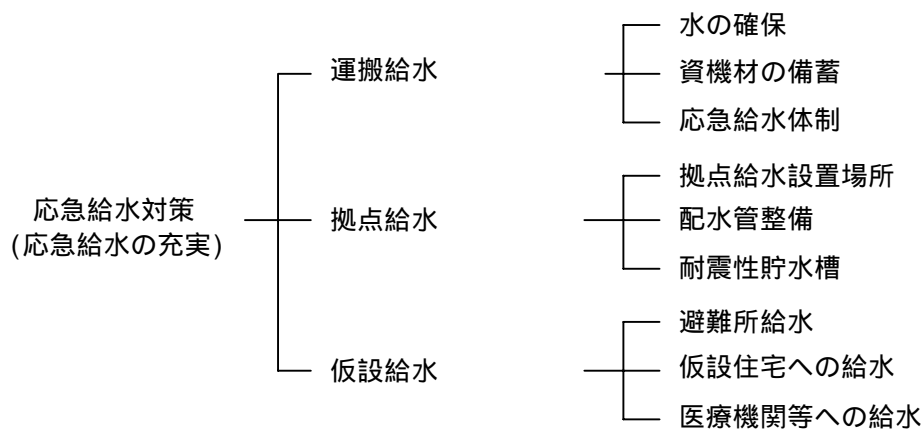 応急給水対策
(応急給水の充実)
運搬給水
水の確保
資機材の備蓄
応急給水体制
拠点給水
拠点給水設置場所
配水管整備
耐震性貯水槽
仮設給水
避難所給水
仮設住宅への給水
医療機関等への給水